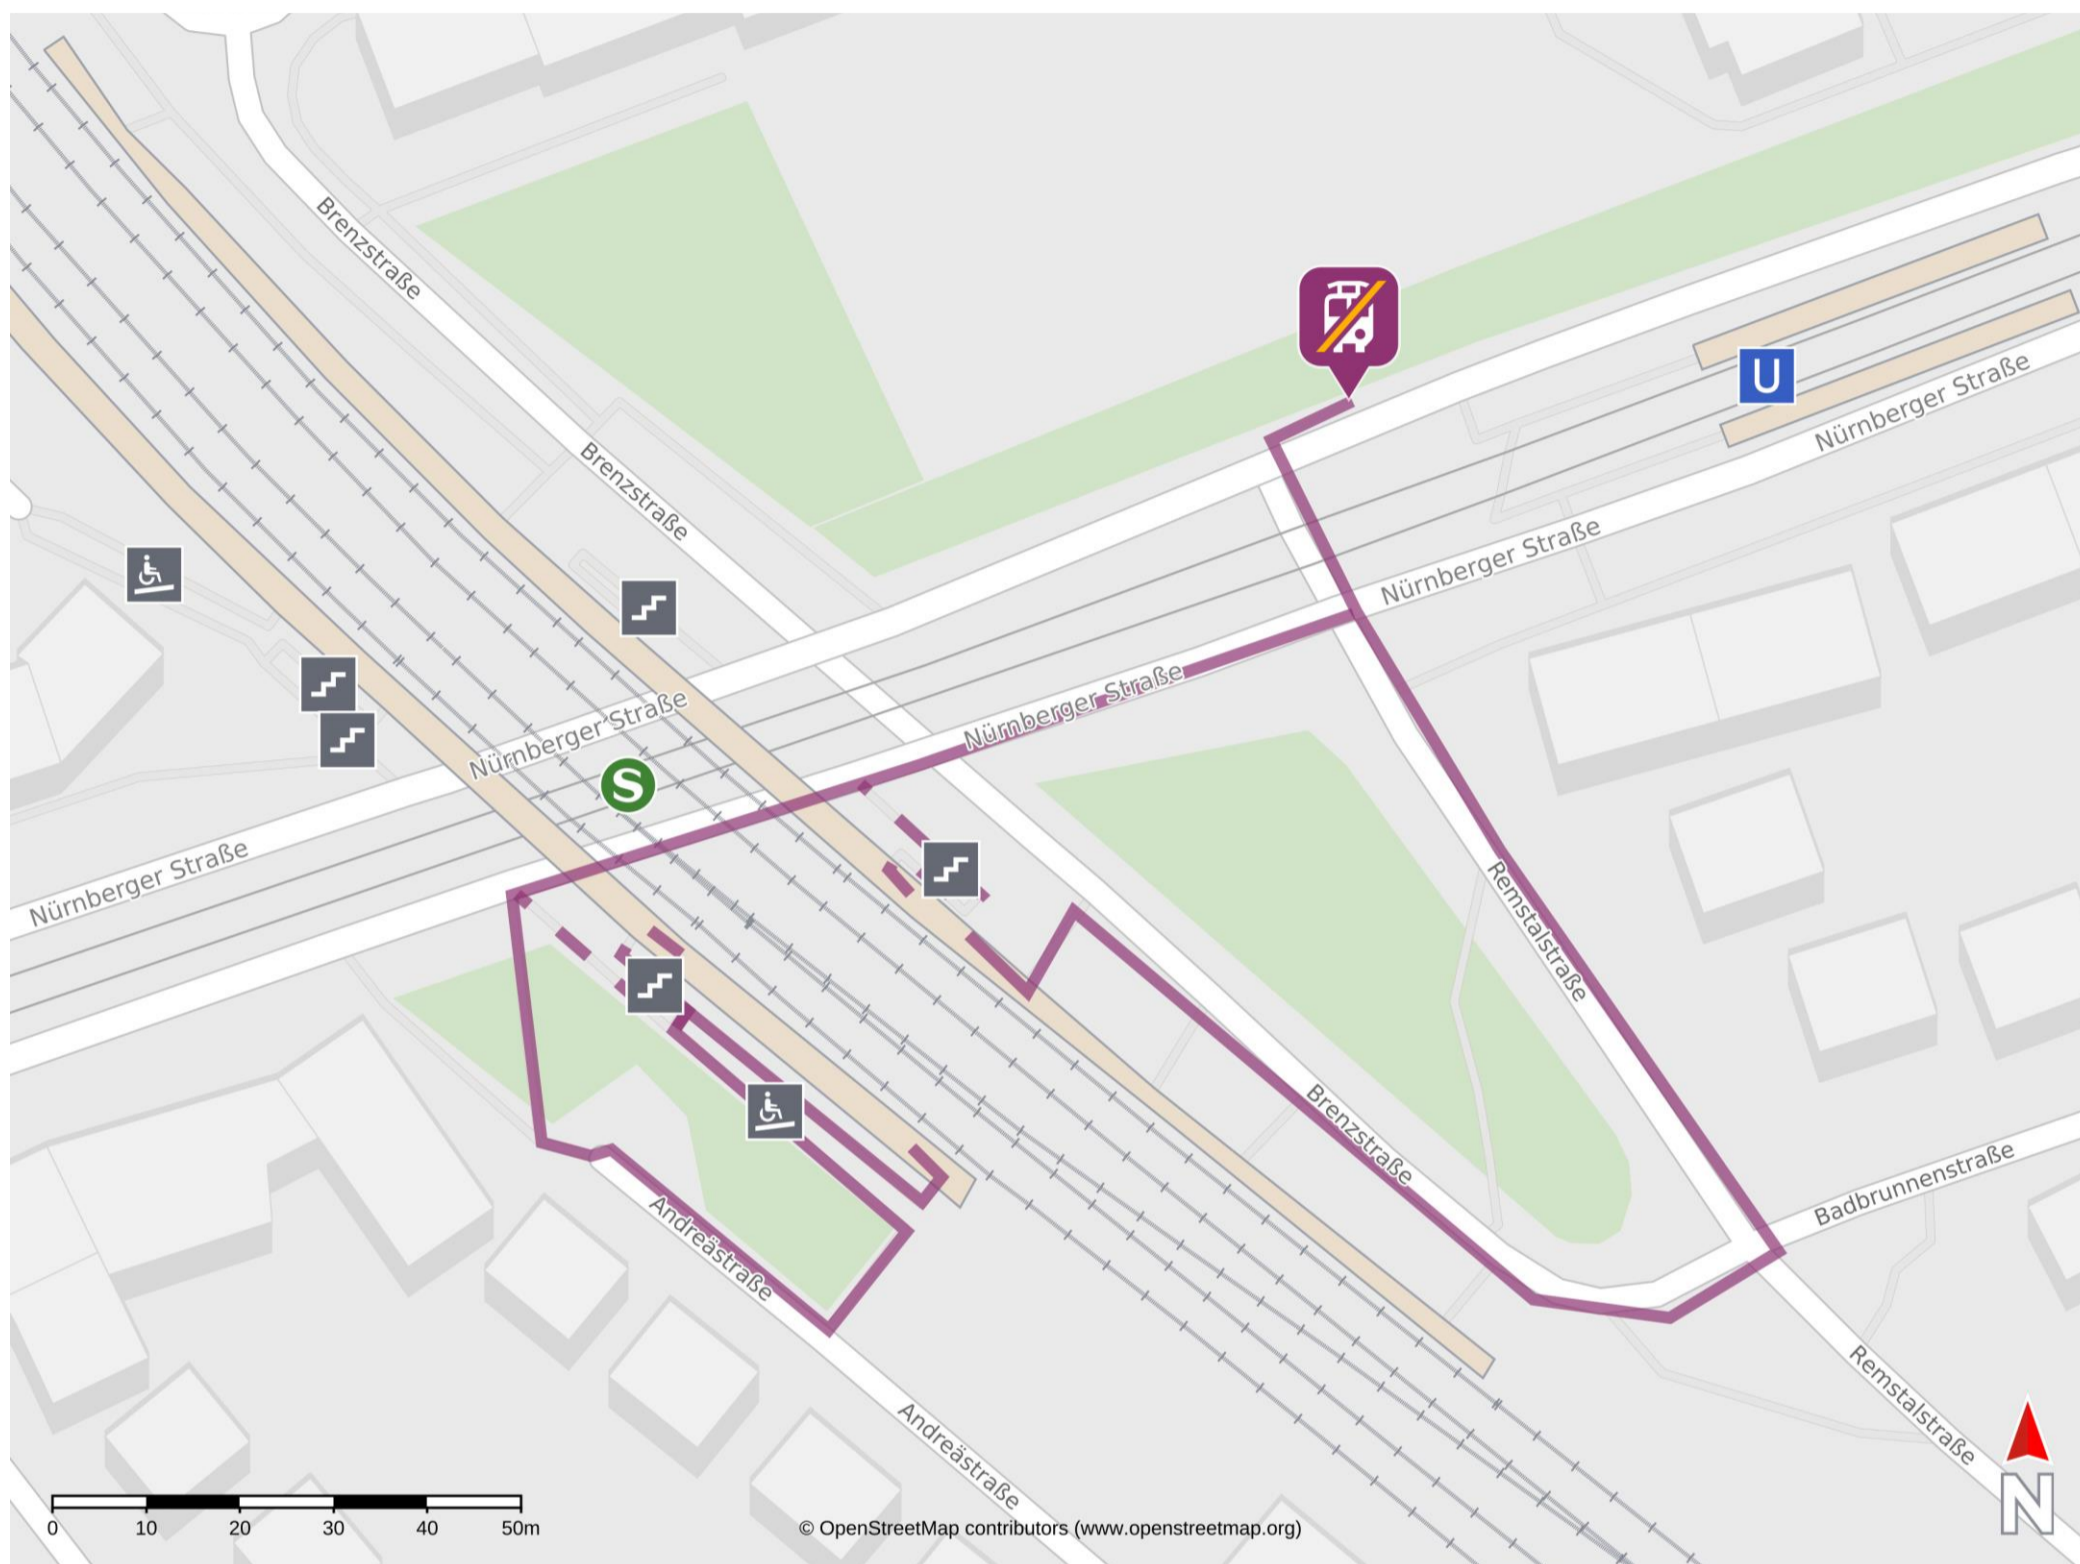 Brenzstraße
Brenzstraße
U
Nürnberger Straße
Nürnberger Straße
Nürnberger Straße
Nürnberger Straße
S
Nürnberger Straße
Remstalstraße
Brenzstraße
Badbrunnenstraße
Andreästraße
Remstalstraße
Andreästraße
N
0 10 20 30 40 50m
© OpenStreetMap contributors (www.openstreetmap.org)